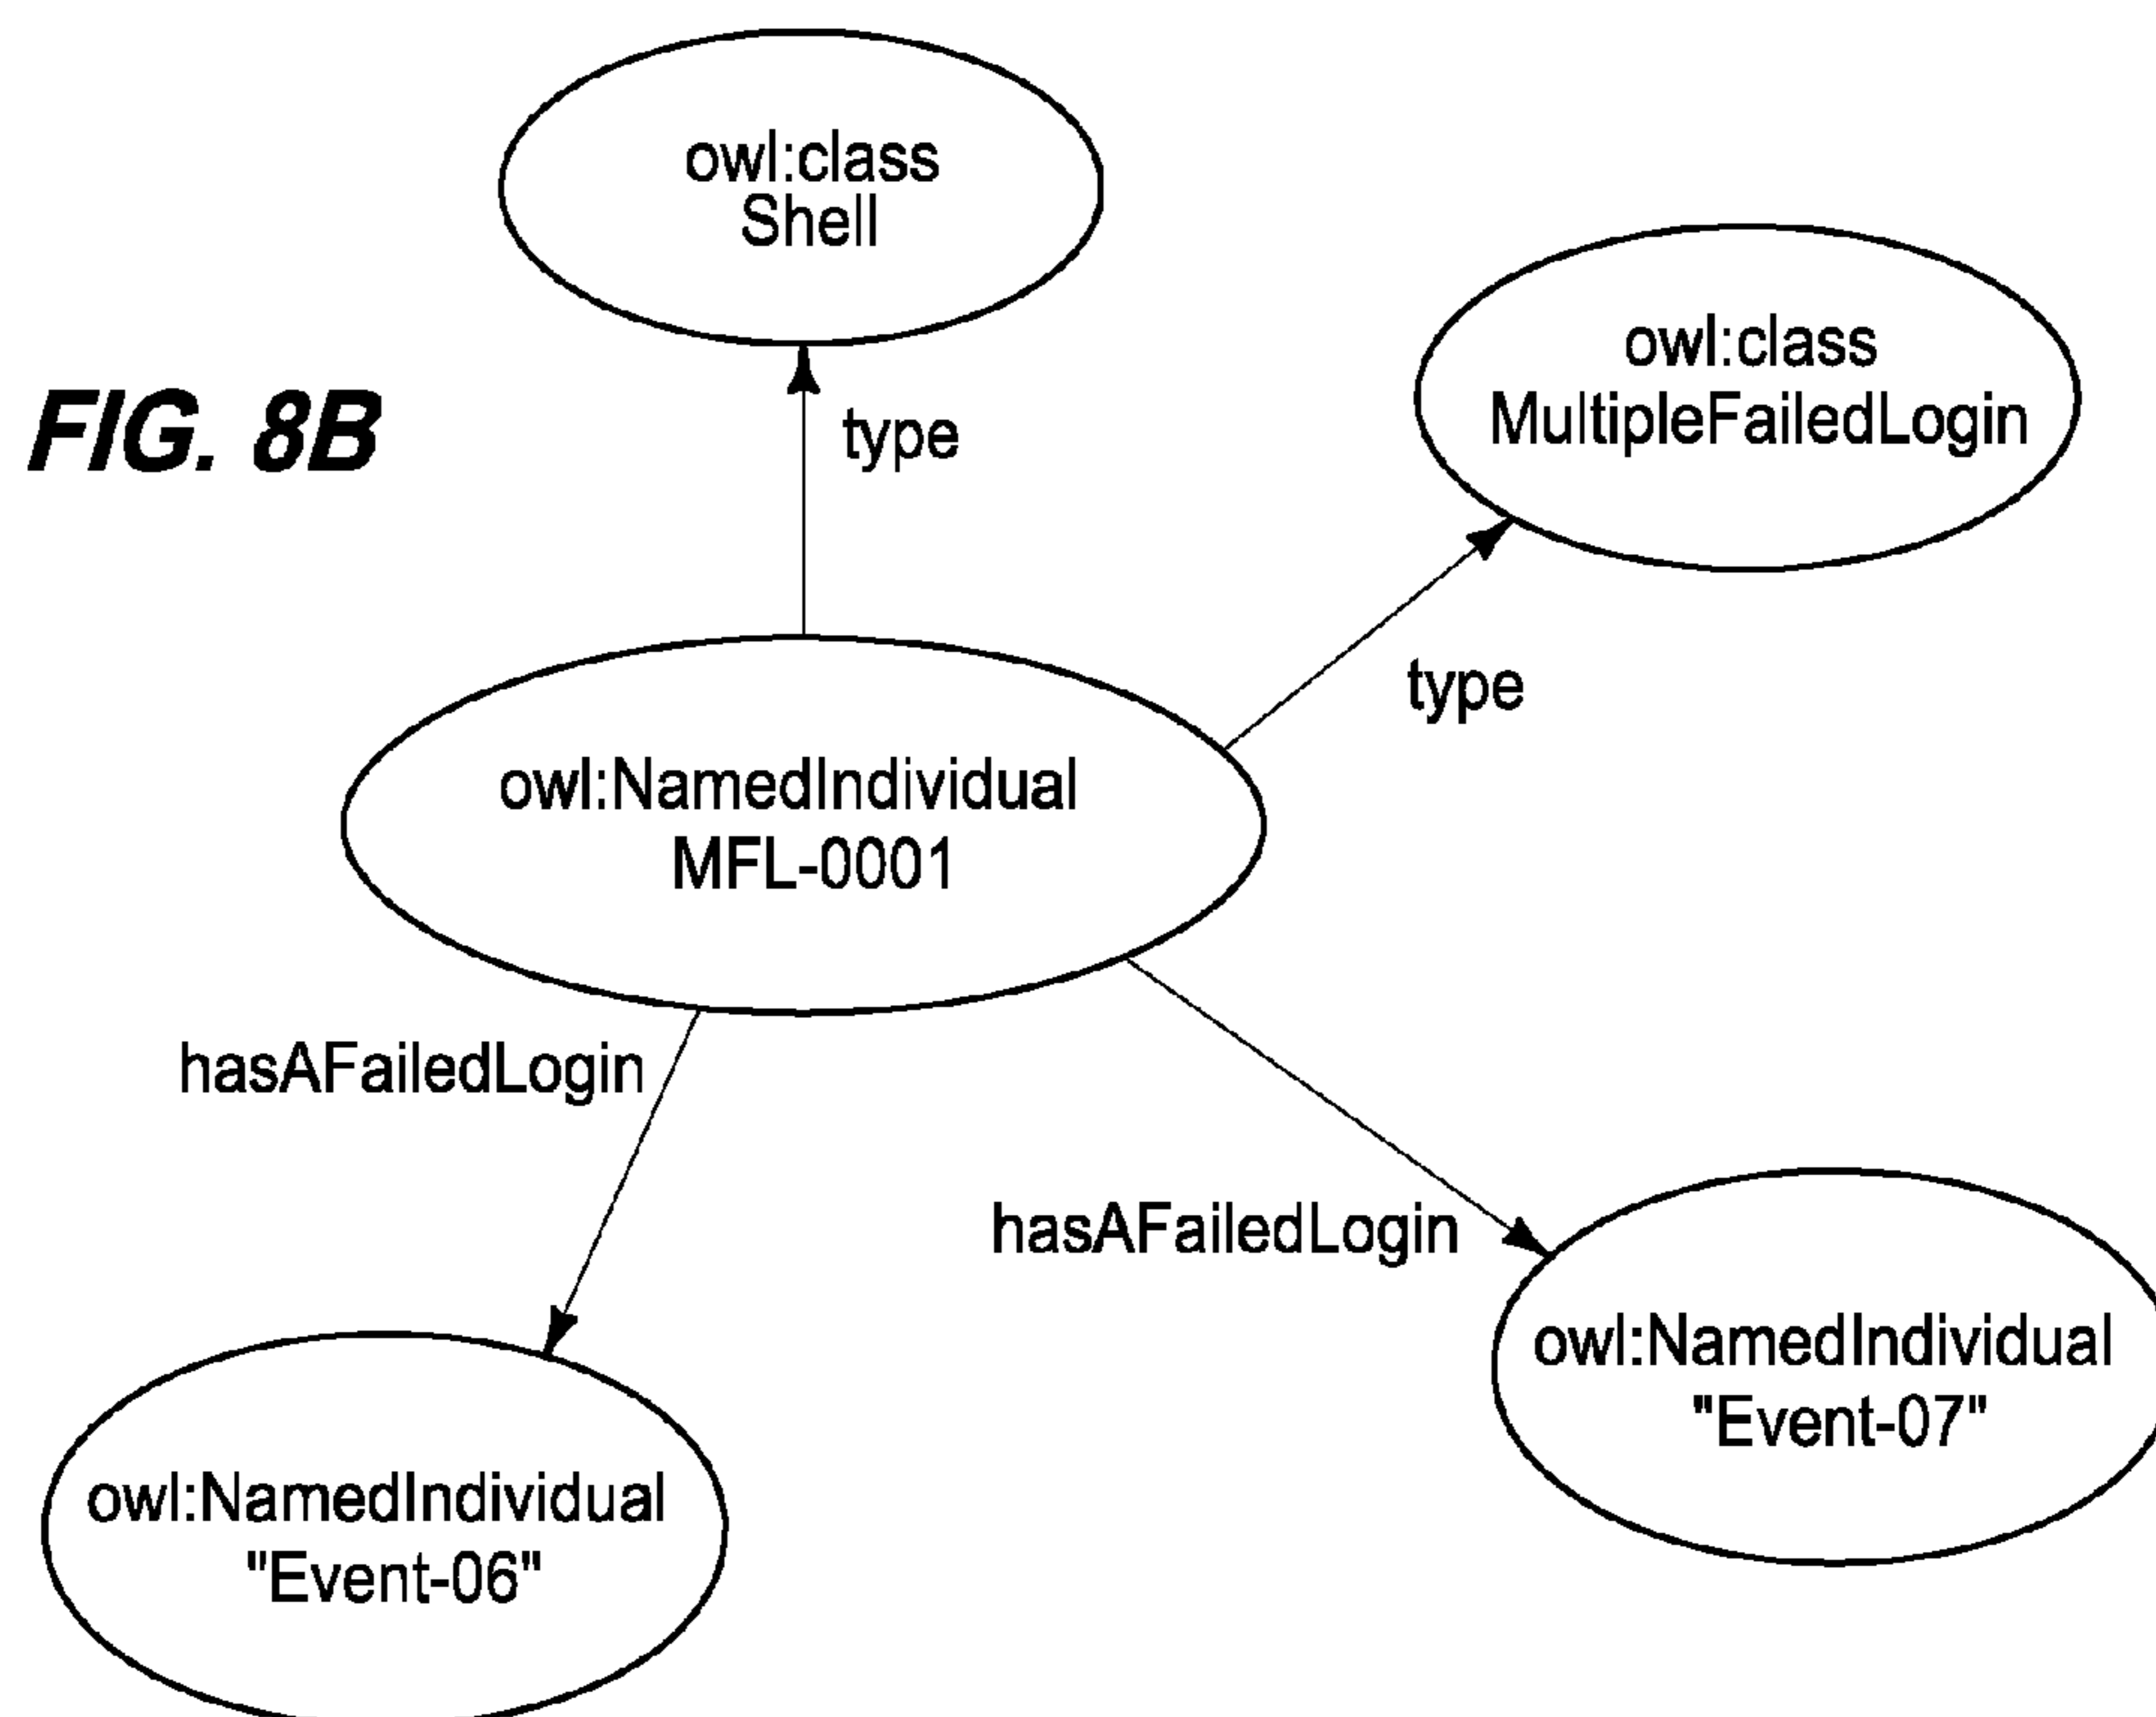 owl:class
Shell
owl:class
MultipleFailedLogin
FIG. 8B
type
type
owl:NamedIndividual
MFL-0001
hasAFailedLogin
hasAFailedLogin
owl:NamedIndividual
"Event-07"
owl:NamedIndividual
"Event-06"